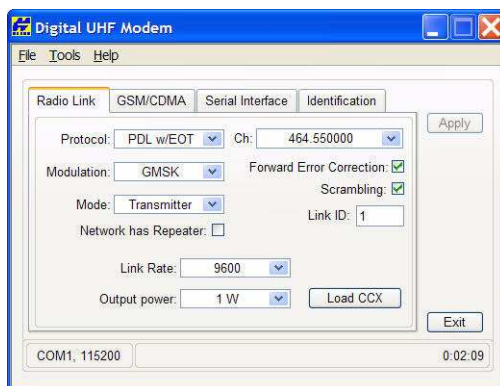 Digital UHF Modem
File Tools Help
Radio Link GSM/CDMA Serial Interface Identification
Apply
Protocol: PDL w/EOT Ch: 464.550000
Modulation: GMSK Forward Error Correction:
Scrambling:
Mode: Transmitter
Link ID: 1
Network has Repeater:
Link Rate: 9600
Output power: 1 W Load CCX
Exit
COM1, 115200 0:02:09